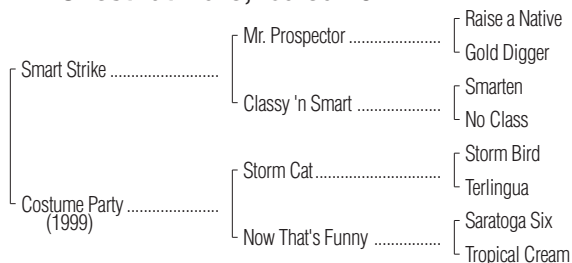 Raise a Native
Mr. Prospector ...................
Gold Digger
Smart Strike ..........................
Smarten
Classy 'n Smart .....................
No Class
Storm Bird
Storm Cat............................
Terlingua
Costume Party ......................
(1999)
Saratoga Six
Now That's Funny ................
Tropical Cream